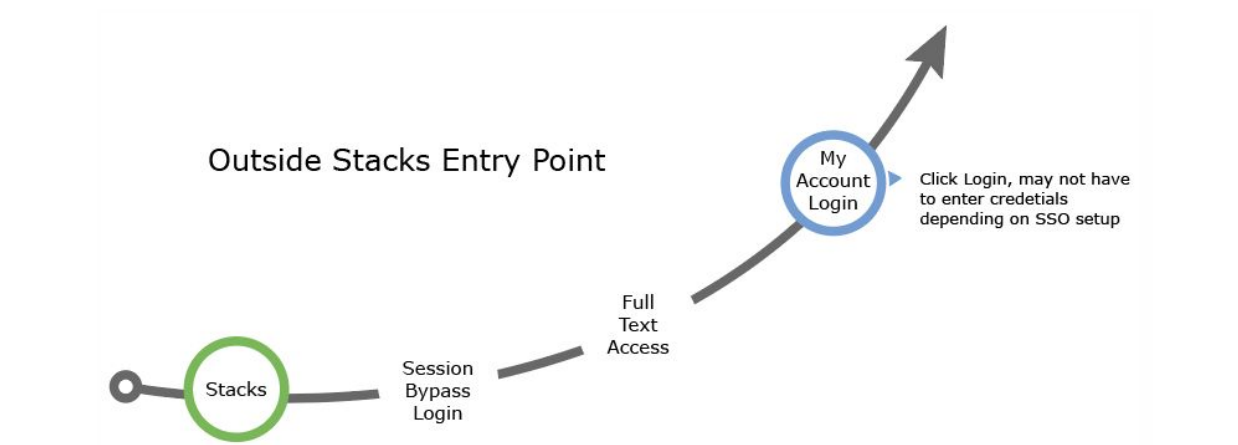 Outside Stacks Entry Point
Stacks
Session
Bypass
Login
Full
Text
Access
My
Account
Login
Click Login, may not have
to enter credetials
depending on SSO setup